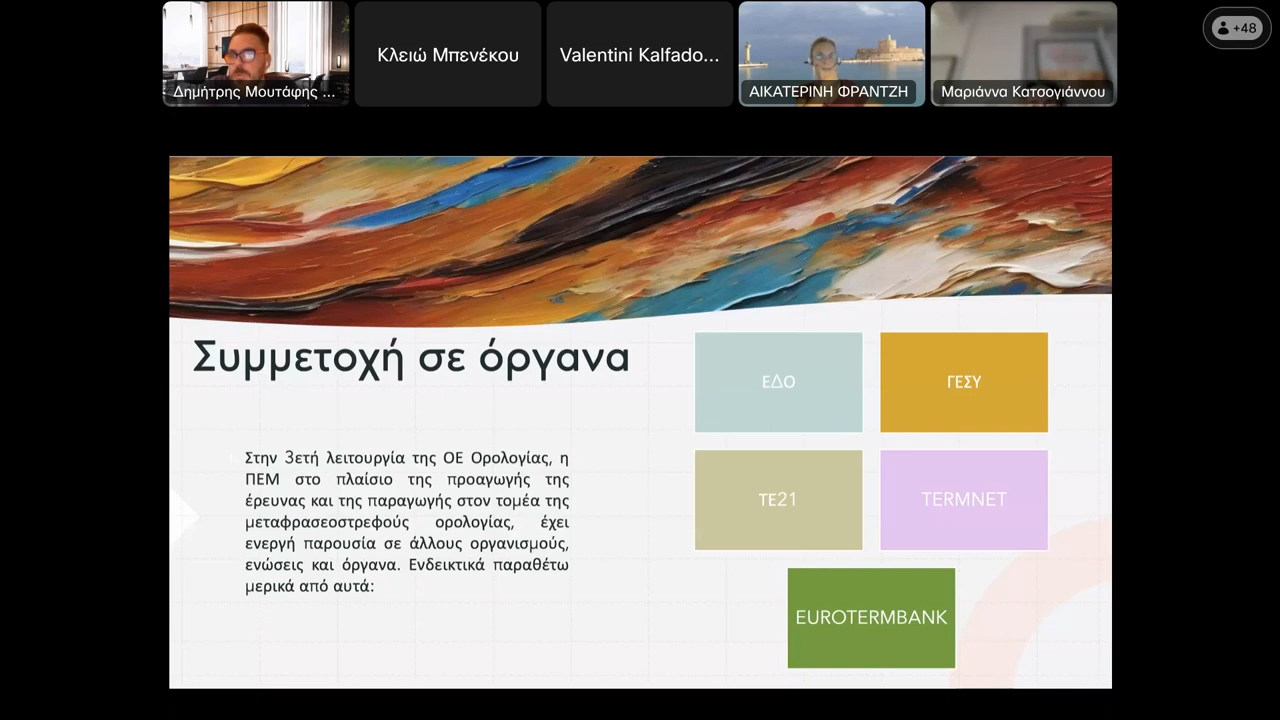 Δημήτρης Μουτάφης ...
Κλειώ Μπενέκου
Valentini Kalfado...
ΑΙΚΑΤΕΡΙΝΗ ΦΡΑΝΤΖΗ
Μαριάννα Κατσογιάννου
+48
Συμμετοχή σε όργανα
Στην 3ετή λειτουργία της ΟΕ Ορολογίας, η
ΠΕΜ στο πλαίσιο της προαγωγής της
έρευνας και της παραγωγής στον τομέα της
μεταφρασεοστρεφούς ορολογίας, έχει
ενεργή παρουσία σε άλλους οργανισμούς,
ενώσεις και όργανα. Ενδεικτικά παραθέτω
μερικά από αυτά:
ΕΔΟ
ΓΕΣΥ
ΤΕ21
TERMNET
EUROTERMBANK